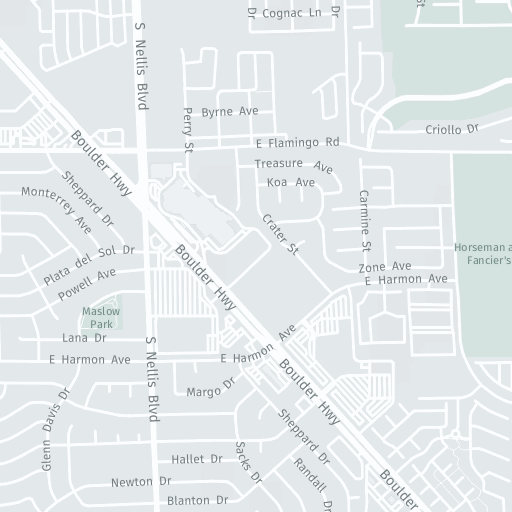 Dr
Cognac Ln
Dr
st
S Nellis Blvd
Byrne Ave
Perry St
Criollo Dr
E Flamingo Rd
Boulder Hwy
Treasure Ave
Koa Ave
Sheppard Dr
Monterrey Ave
Carmine St
Crater St
Horseman a
Fancier's
Plata del Sol Dr
Boulder Hwy
Zone Ave
E Harmon Ave
Powell Ave
Maslow
Park
Lana Dr
E Harmon Ave
E Harmon Ave
S Nellis Blvd
Boulder Hwy
Margo Dr
Glenn Davis Dr
Sheppard Dr
Sacks Dr
Hallet Dr
Randall Dr
Boulder
Newton Dr
Blanton Dr